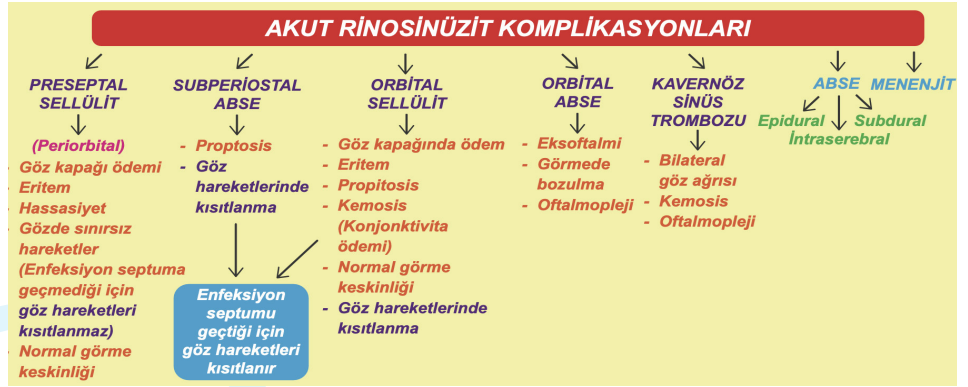 AKUT RİNOSİNÜZİT KOMPLİKASYONLARI
PRESEPTAL
SELLÜLİT
(Periorbital)
- Göz kapağı ödemi
- Eritem
- Hassasiyet
- Gözde sınırsız
hareketler
(Enfeksiyon septuma
geçmediği için
göz hareketleri
kısıtlanmaz)
- Normal görme
keskinliği
SUBPERIOSTAL
ABSE
- Proptosis
- Göz
hareketlerinde
kısıtlanma
Enfeksiyon
septumu
geçtiği için
göz hareketleri
kısıtlanır
ORBİTAL
SELLÜLİT
- Göz kapağında ödem
- Eritem
- Propitosis
- Kemosis
(Konjonktivita
ödemi)
- Normal görme
keskinliği
- Göz hareketlerinde
kısıtlanma
ORBİTAL
ABSE
- Eksoftalmi
- Görmede
bozulma
- Oftalmopleji
KAVERNÖZ
SİNÜS
TROMBOZU
- Bilateral
göz ağrısı
- Kemosis
- Oftalmopleji
ABSE
Epidural
İntraserebral
Subdural
MENENJİT